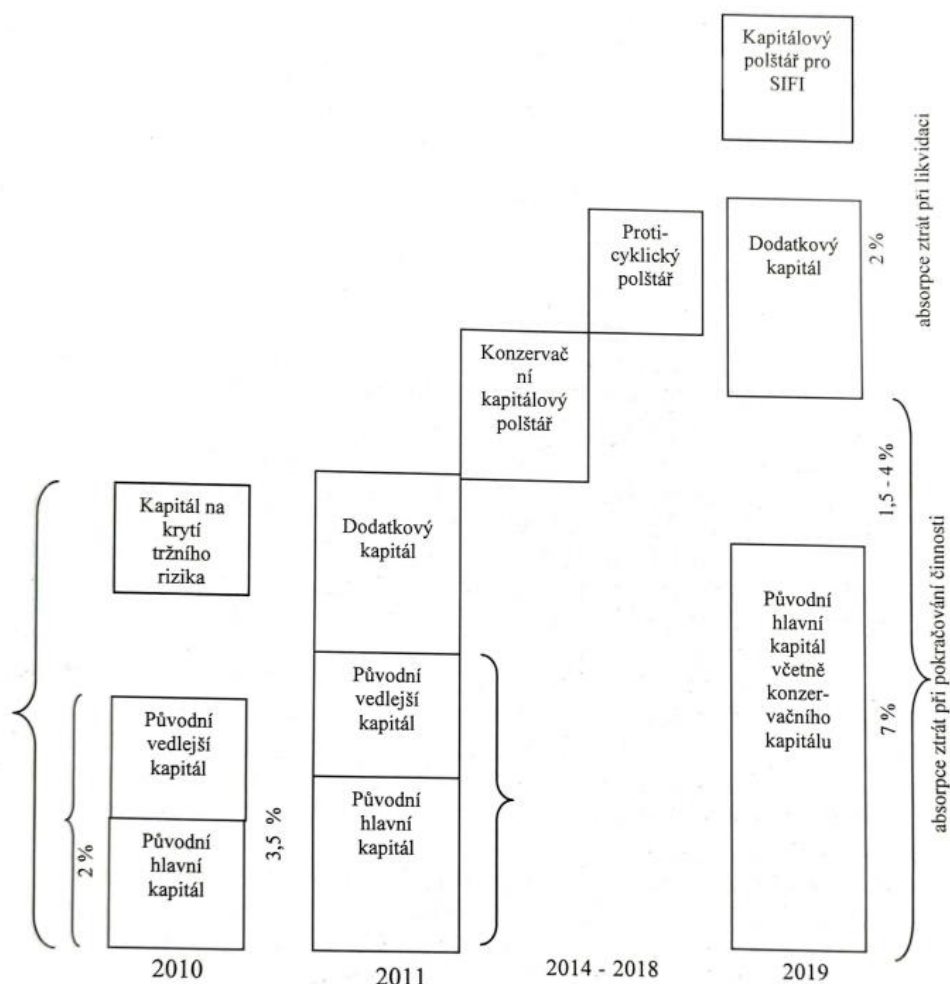 Kapitálový
polštář pro
SIFI
absorpce ztrát při likvidaci
Proti-
cyklický
polštář
Dodatkový
kapitál
2 %
Konzervač
ní
kapitálový
polštář
1,5 - 4 %
Kapitál na
krytí
tržního
rizika
Dodatkový
kapitál
Původní
hlavní
kapitál
včetně
konzer-
vačního
kapitálu
7 %
absorpce ztrát při pokračování činnosti
Původní
vedlejší
kapitál
Původní
vedlejší
kapitál
Původní
hlavní
kapitál
2 %
3,5 %
Původní
hlavní
kapitál
2010
2011
2014 - 2018
2019